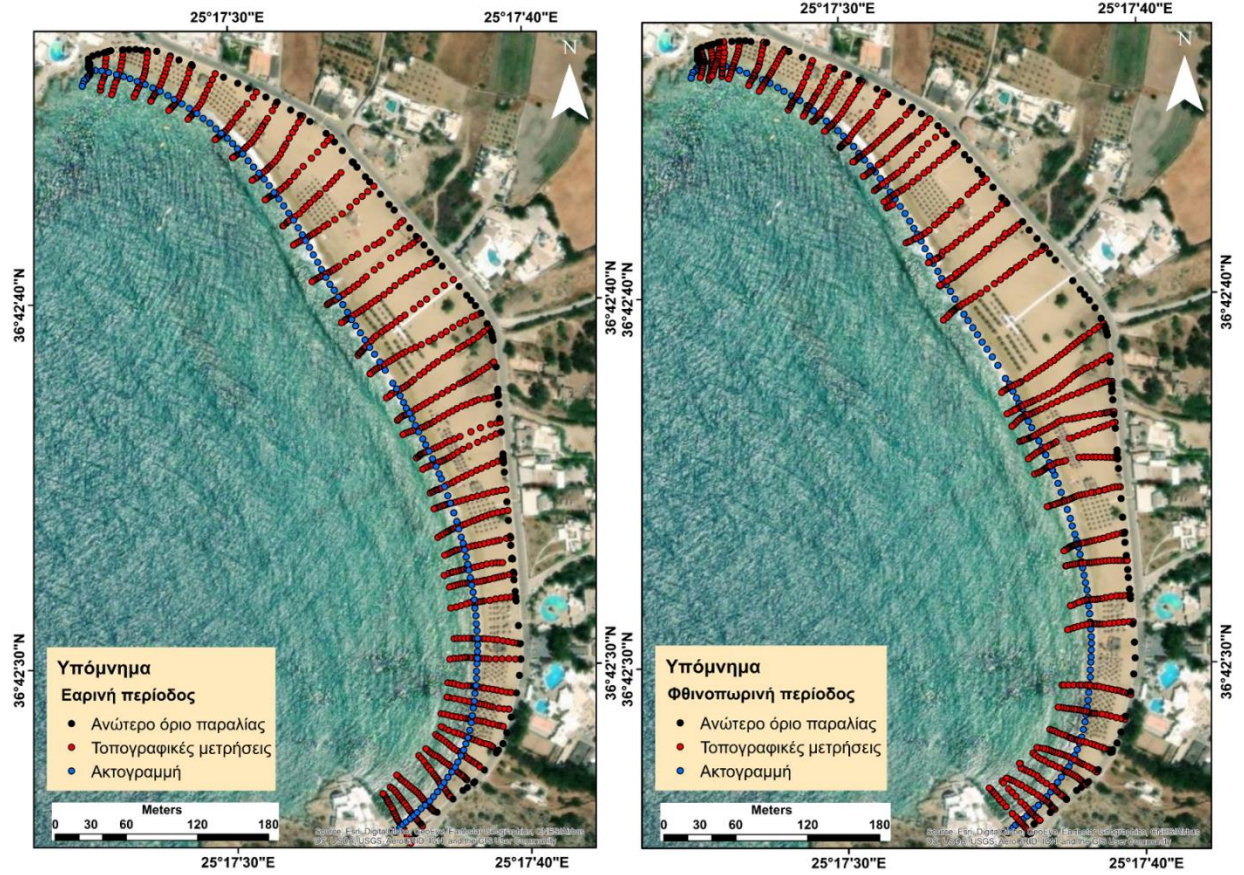 25°17'30"E
25°17'40"E
N
36°42'40"N
36°42'40"N
36°42'30"N
36°42'30"N
Υπόμνημα
Εαρινή περίοδος
Ανώτερο όριο παραλίας
Τοπογραφικές μετρήσεις
Ακτογραμμή
Meters
0 30 60 120 180
25°17'30"E
25°17'40"E
25°17'30"E
25°17'40"E
N
36°42'40"N
36°42'40"N
36°42'30"N
36°42'30"N
Υπόμνημα
Φθινοπωρινή περίοδος
Ανώτερο όριο παραλίας
Τοπογραφικές μετρήσεις
Ακτογραμμή
Meters
0 30 60 120 180
25°17'30"E
25°17'40"E